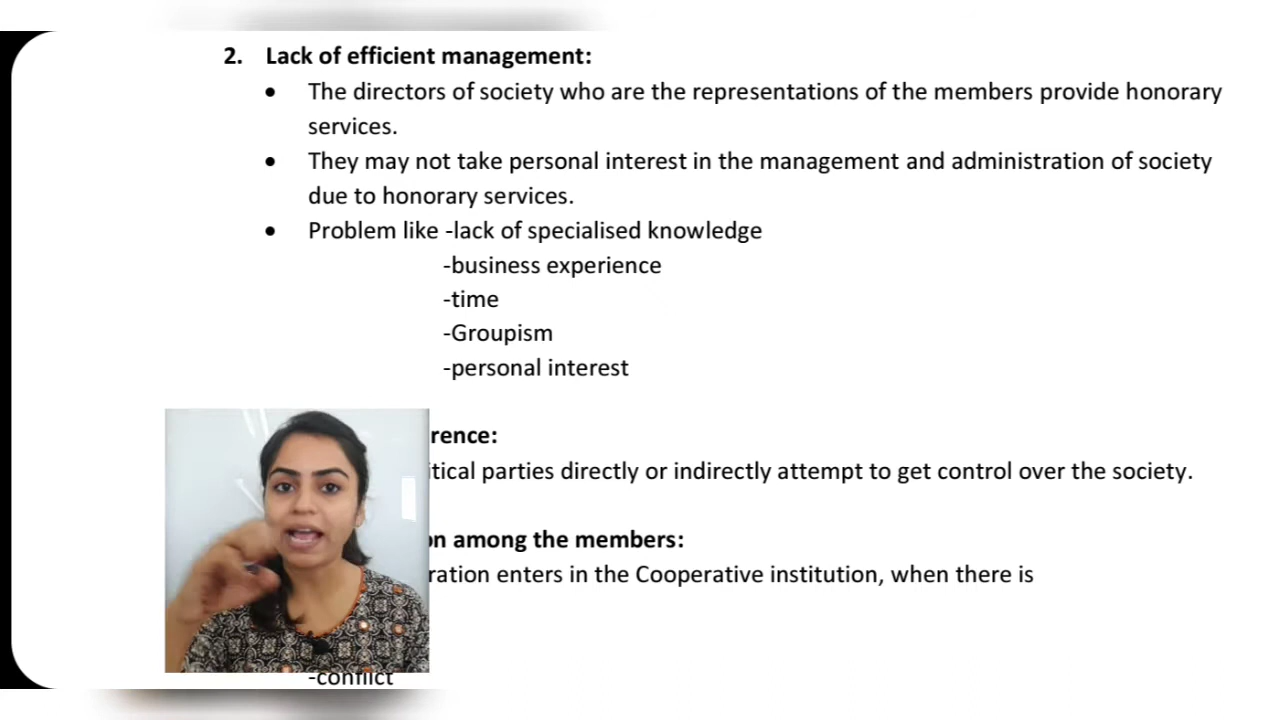 2. Lack of efficient management:
• The directors of society who are the representations of the members provide honorary
services.
• They may not take personal interest in the management and administration of society
due to honorary services.
• Problem like -lack of specialised knowledge
-business experience
-time
-Groupism
-personal interest
parties directly or indirectly attempt to get control over the society.
among the members:
enters in the Cooperative institution, when there is
-conflict